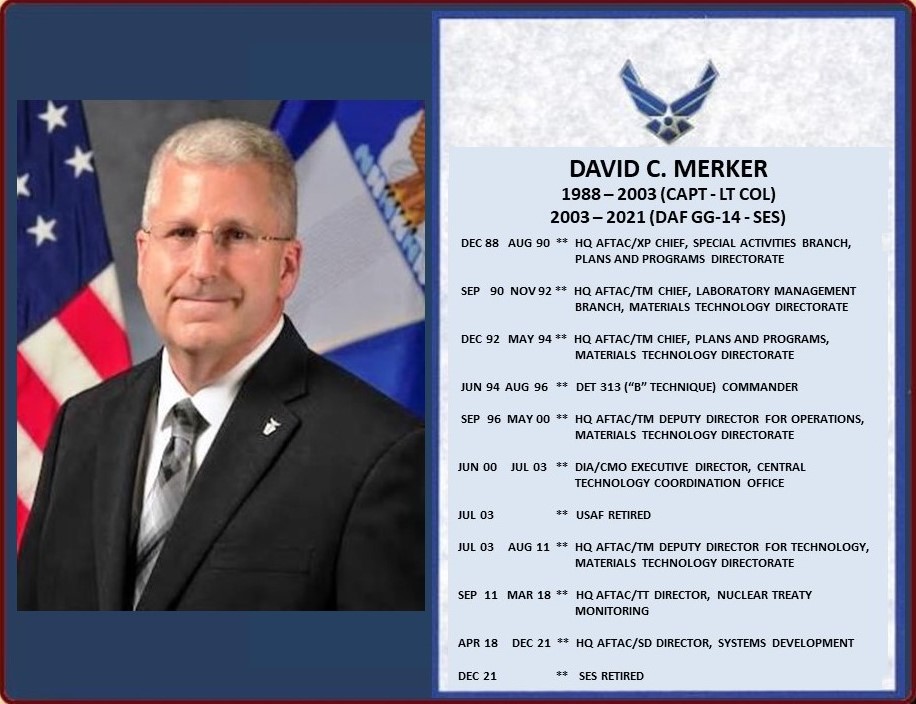 DAVID C. MERKER
1988 – 2003 (CAPT - LT COL)
2003 – 2021 (DAF GG-14 - SES)
DEC 88 AUG 90 ** HQ AFTAC/XP CHIEF, SPECIAL ACTIVITIES BRANCH,
PLANS AND PROGRAMS DIRECTORATE
SEP 90 NOV 92 ** HQ AFTAC/TM CHIEF, LABORATORY MANAGEMENT
BRANCH, MATERIALS TECHNOLOGY DIRECTORATE
DEC 92 MAY 94 ** HQ AFTAC/TM CHIEF, PLANS AND PROGRAMS,
MATERIALS TECHNOLOGY DIRECTORATE
JUN 94 AUG 96 ** DET 313 (“B” TECHNIQUE) COMMANDER
SEP 96 MAY 00 ** HQ AFTAC/TM DEPUTY DIRECTOR FOR OPERATIONS,
MATERIALS TECHNOLOGY DIRECTORATE
JUN 00 JUL 03 ** DIA/CMO EXECUTIVE DIRECTOR, CENTRAL
TECHNOLOGY COORDINATION OFFICE
JUL 03 ** USAF RETIRED
JUL 03 AUG 11 ** HQ AFTAC/TM DEPUTY DIRECTOR FOR TECHNOLOGY,
MATERIALS TECHNOLOGY DIRECTORATE
SEP 11 MAR 18 ** HQ AFTAC/TT DIRECTOR, NUCLEAR TREATY
MONITORING
APR 18 DEC 21 ** HQ AFTAC/SD DIRECTOR, SYSTEMS DEVELOPMENT
DEC 21 ** SES RETIRED